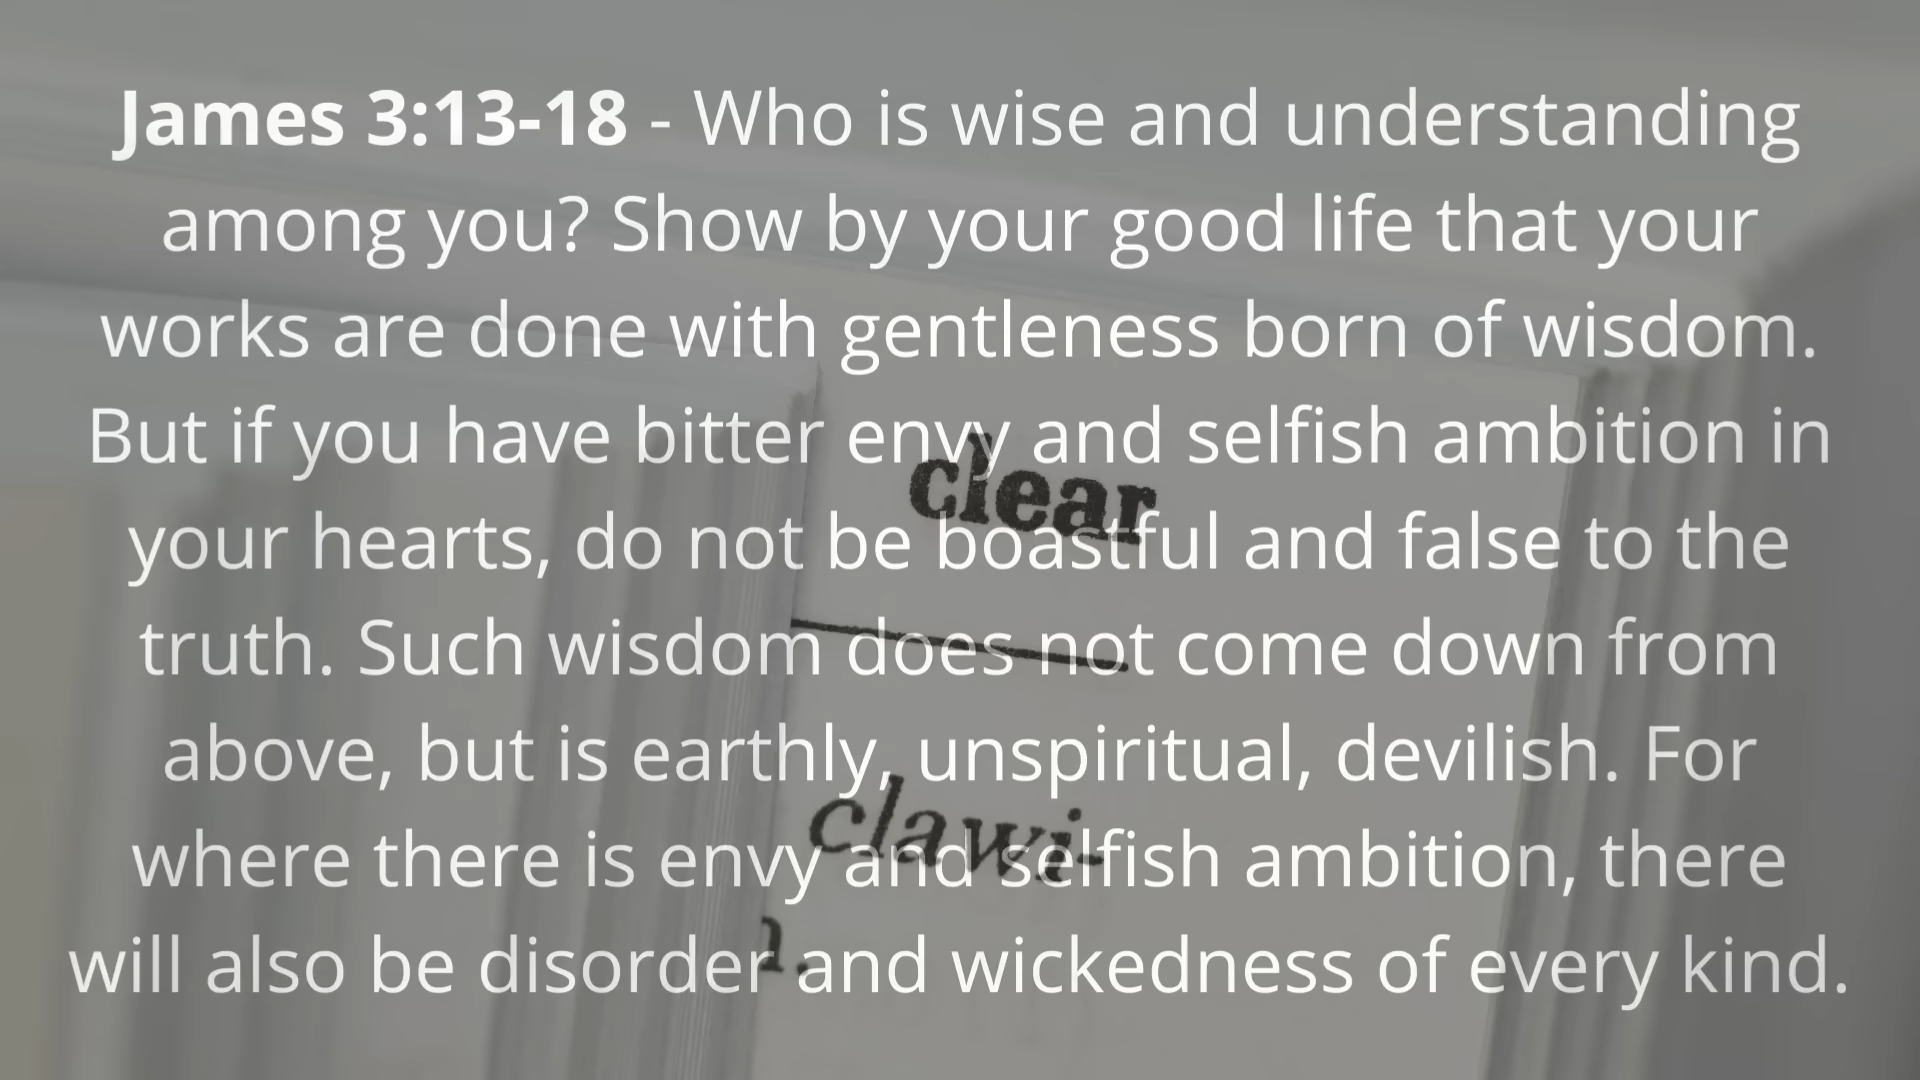 James 3:13-18 - Who is wise and understanding
among you? Show by your good life that your
works are done with gentleness born of wisdom.
But if you have bitter envy and selfish ambition in
clear
your hearts, do not be boastful and false to the
truth. Such wisdom does not come down from
above, but is earthly, unspiritual, devilish. For
clawi-
where there is envy and selfish ambition, there
will also be disorder and wickedness of every kind.